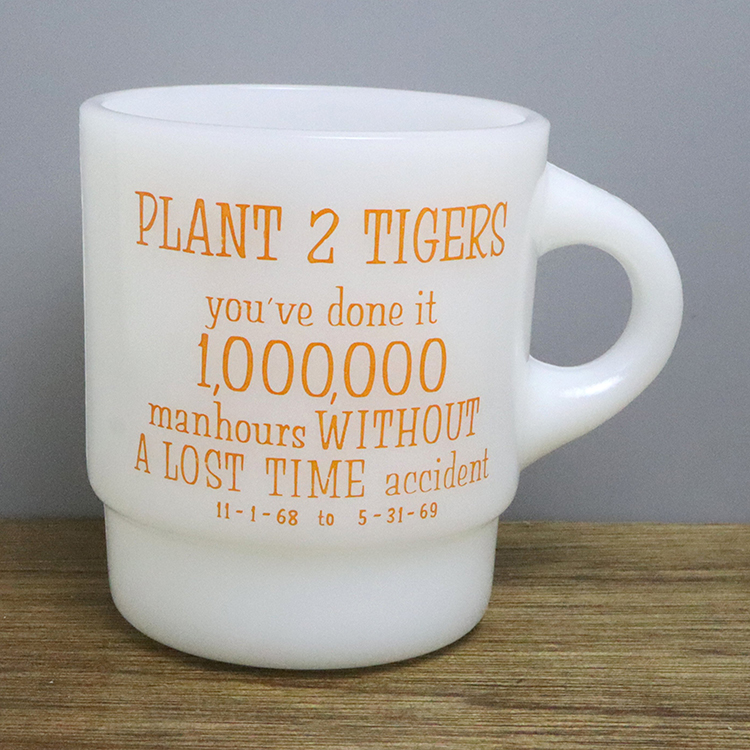 PLANT 2 TIGERS
you've done it
1,000,000
manhours WITHOUT
A LOST TIME accident
11-1-68 to 5-31-69